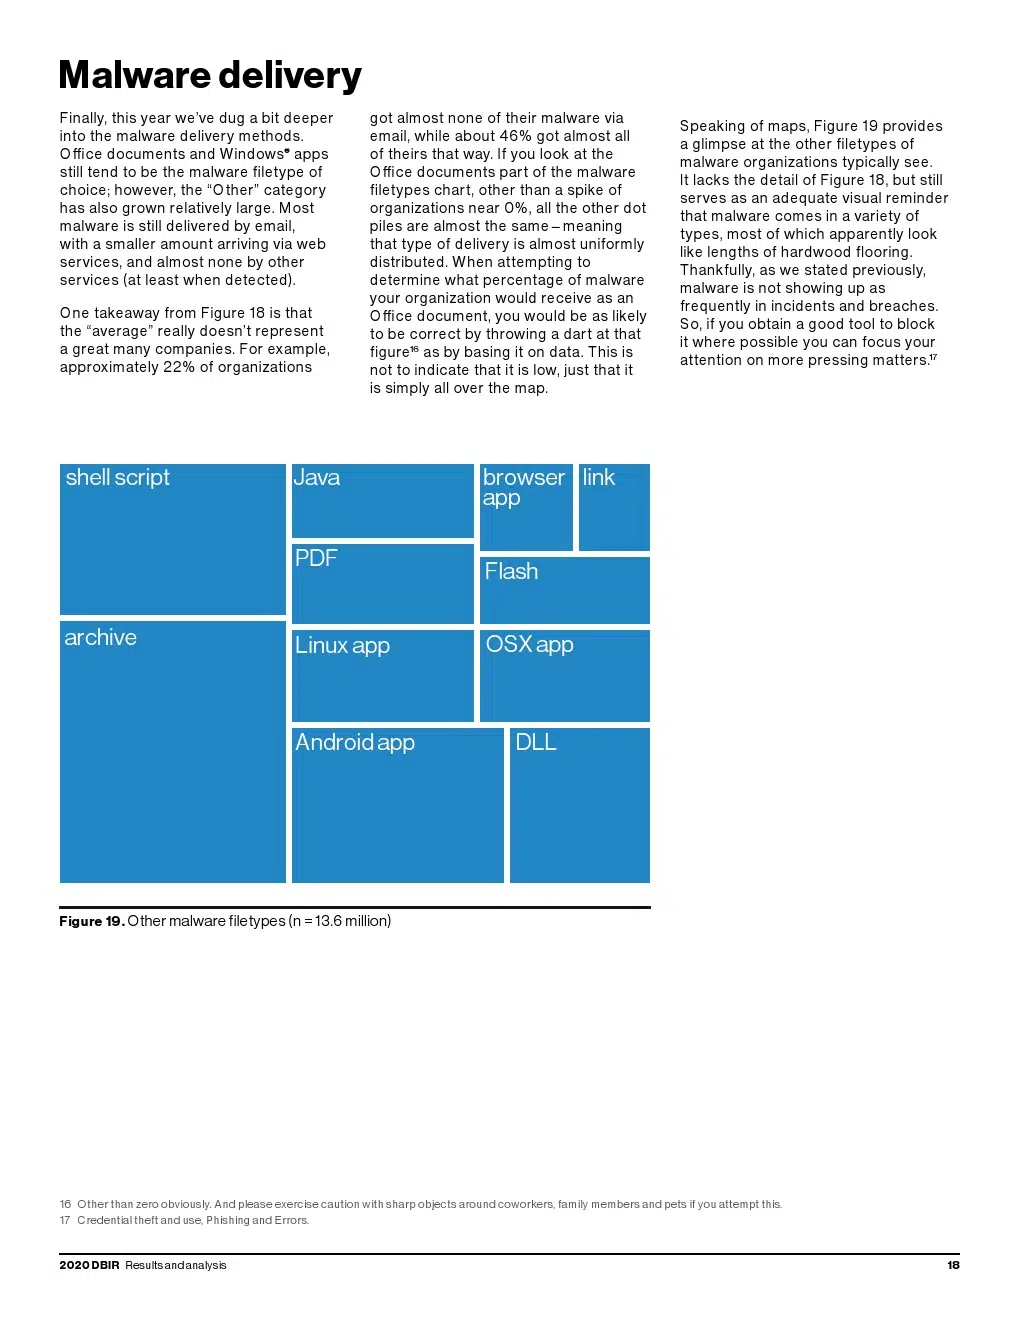 Malware delivery
Finally, this year we’ve dug a bit deeper
into the malware delivery methods.
Office documents and Windows® apps
still tend to be the malware filetype of
choice; however, the “Other” category
has also grown relatively large. Most
malware is still delivered by email,
with a smaller amount arriving via web
services, and almost none by other
services (at least when detected).
One takeaway from Figure 18 is that
the “average” really doesn’t represent
a great many companies. For example,
approximately 22% of organizations
got almost none of their malware via
email, while about 46% got almost all
of theirs that way. If you look at the
Office documents part of the malware
filetypes chart, other than a spike of
organizations near 0%, all the other dot
piles are almost the same – meaning
that type of delivery is almost uniformly
distributed. When attempting to
determine what percentage of malware
your organization would receive as an
Office document, you would be as likely
to be correct by throwing a dart at that
figure¹⁶ as by basing it on data. This is
not to indicate that it is low, just that it
is simply all over the map.
Speaking of maps, Figure 19 provides
a glimpse at the other filetypes of
malware organizations typically see.
It lacks the detail of Figure 18, but still
serves as an adequate visual reminder
that malware comes in a variety of
types, most of which apparently look
like lengths of hardwood flooring.
Thankfully, as we stated previously,
malware is not showing up as
frequently in incidents and breaches.
So, if you obtain a good tool to block
it where possible you can focus your
attention on more pressing matters.¹⁷
shell script
Java
browser
app
link
PDF
Flash
archive
Linux app
OSX app
Android app
DLL
Figure 19. Other malware filetypes (n = 13.6 million)
16 Other than zero obviously. And please exercise caution with sharp objects around coworkers, family members and pets if you attempt this.
17 Credential theft and use, Phishing and Errors.
2020 DBIR Results and analysis
18